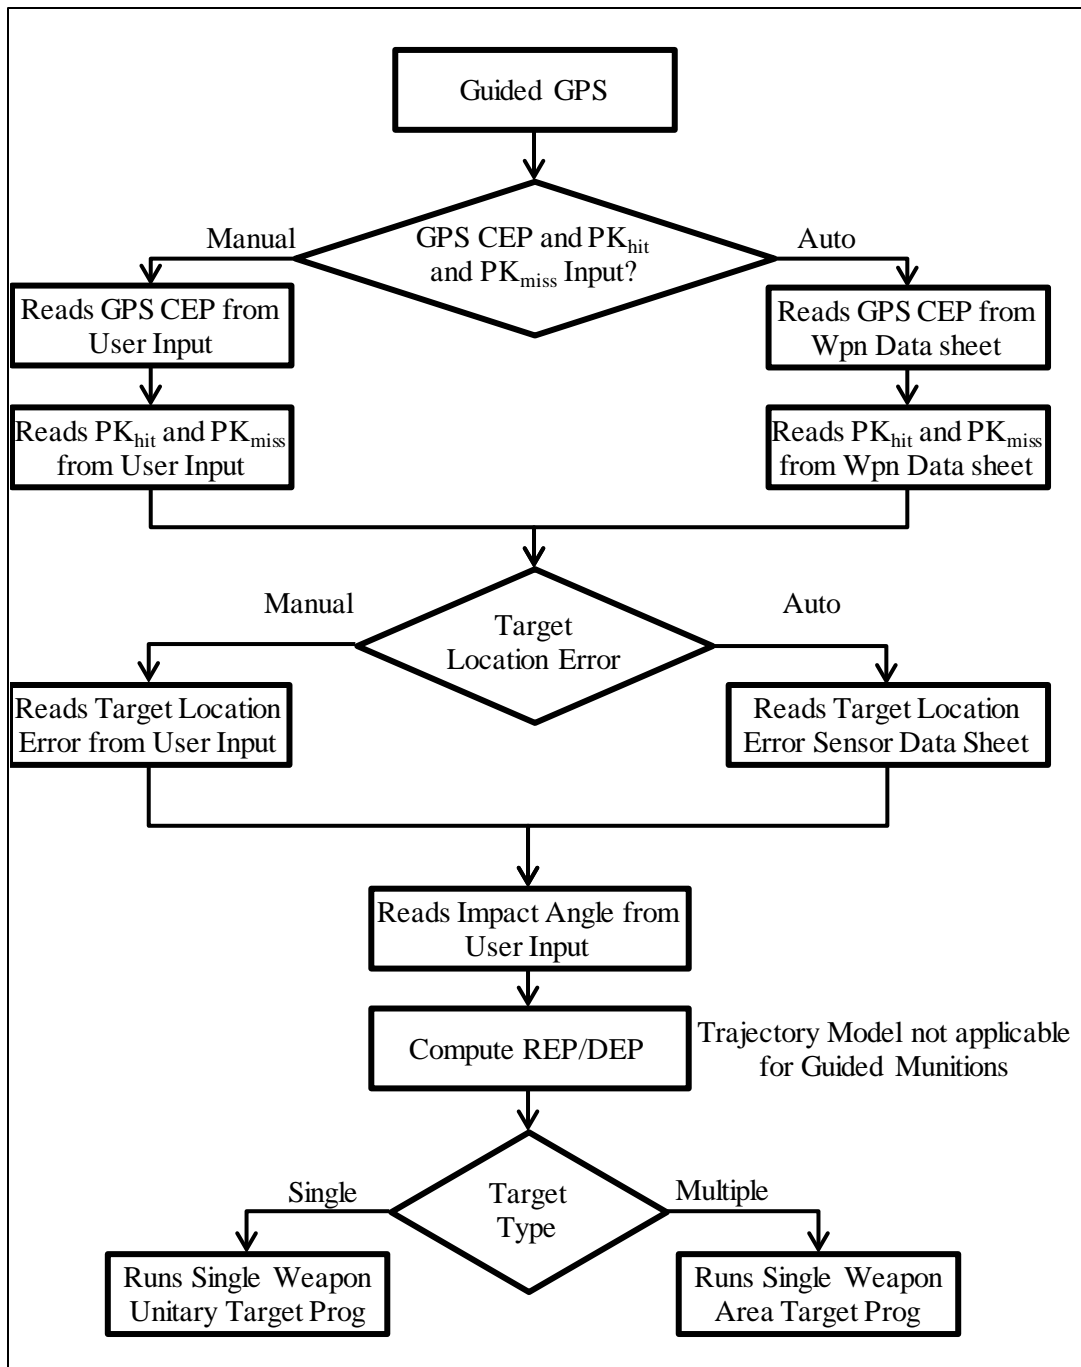 Guided GPS
Manual
GPS CEP and PKhit
and PKmiss Input?
Auto
Reads GPS CEP from
User Input
Reads GPS CEP from
Wpn Data sheet
Reads PKhit and PKmiss
from User Input
Reads PKhit and PKmiss
from Wpn Data sheet
Manual
Target
Location Error
Auto
Reads Target Location
Error from User Input
Reads Target Location
Error Sensor Data Sheet
Reads Impact Angle from
User Input
Compute REP/DEP
Trajectory Model not applicable
for Guided Munitions
Single
Target
Type
Multiple
Runs Single Weapon
Unitary Target Prog
Runs Single Weapon
Area Target Prog